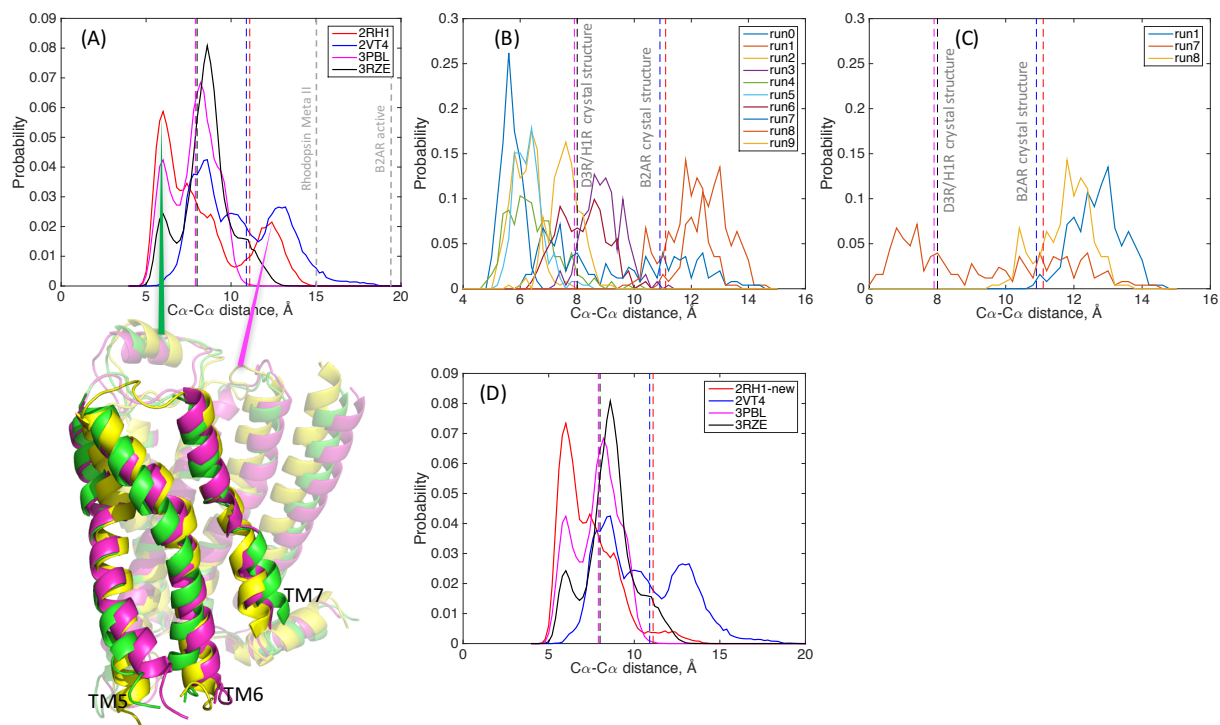 (A)
0.09
0.08
0.07
0.06
0.05
0.04
0.03
0.02
0.01
0
Probability
0 5 10 15 20
Cα-Cα distance, Å
2RH1
2VT4
3PBL
3RZE
Rhodopsin Meta II
B2AR active
(B)
0.3
0.25
0.2
0.15
0.1
0.05
0
Probability
4 6 8 10 12 14 16
Cα-Cα distance, Å
D3R/H1R crystal structure
B2AR crystal structure
run0
run1
run2
run3
run4
run5
run6
run7
run8
run9
(C)
0.3
0.25
0.2
0.15
0.1
0.05
0
Probability
6 8 10 12 14 16
Cα-Cα distance, Å
D3R/H1R crystal structure
B2AR crystal structure
run1
run7
run8
TM7
TM5
TM6
(D)
0.09
0.08
0.07
0.06
0.05
0.04
0.03
0.02
0.01
0
Probability
0 5 10 15 20
Cα-Cα distance, Å
2RH1-new
2VT4
3PBL
3RZE